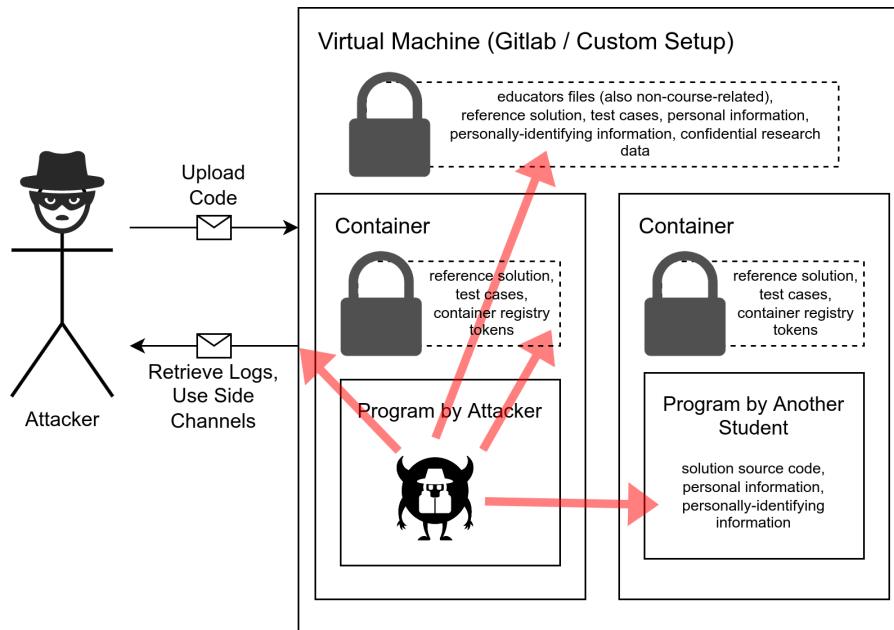 Virtual Machine (Gitlab / Custom Setup)
educators files (also non-course-related),
reference solution, test cases, personal information,
personally-identifying information, confidential research
data
Upload
Code
Container
reference solution,
test cases,
container registry
tokens
Container
reference solution,
test cases,
container registry
tokens
Retrieve Logs,
Use Side
Channels
Attacker
Program by Attacker
Program by Another
Student
solution source code,
personal information,
personally-identifying
information